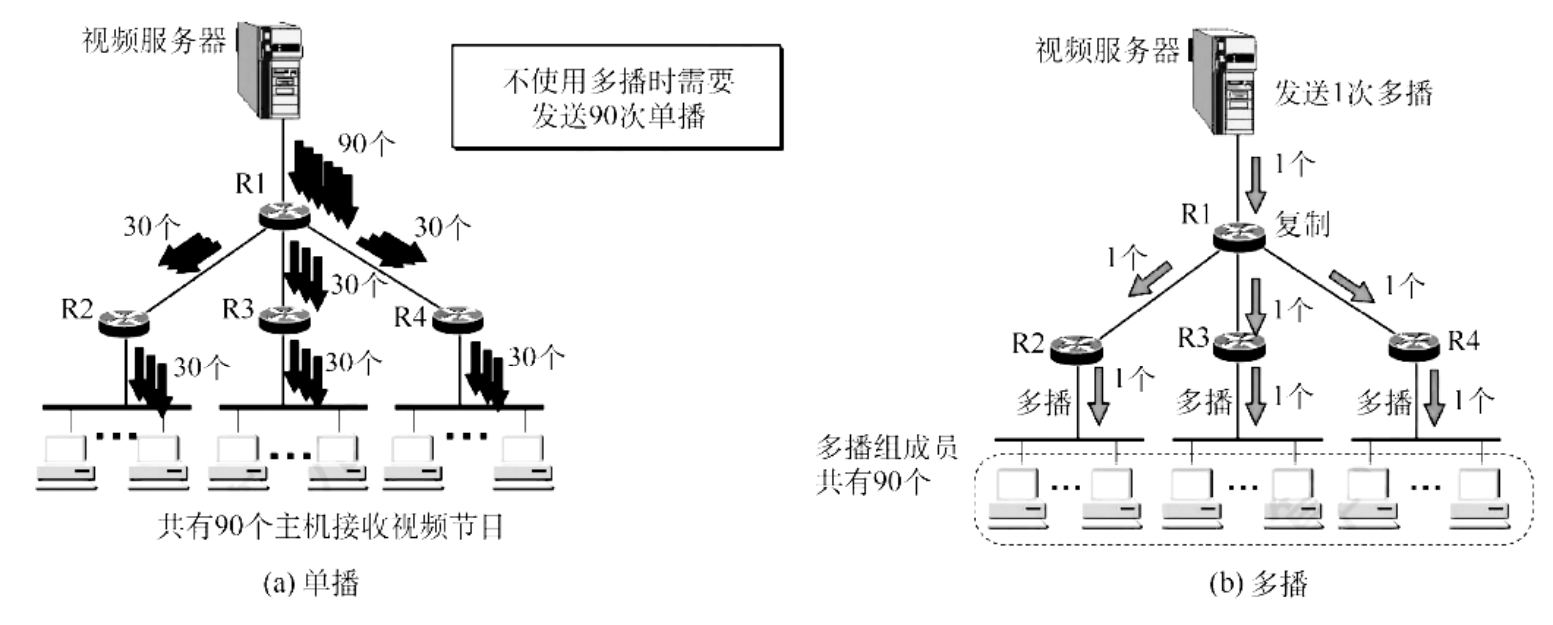 视频服务器
不使用多播时需要
发送90次单播
90个
R1
30个
30个
30个
R2
R3
R4
30个
30个
30个
共有90个主机接收视频节日
(a) 单播
视频服务器
发送1次多播
1个
R1
复制
1个
1个
1个
R2
R3
R4
多播
1个
多播
1个
多播
1个
多播组成员
共有90个
(b) 多播